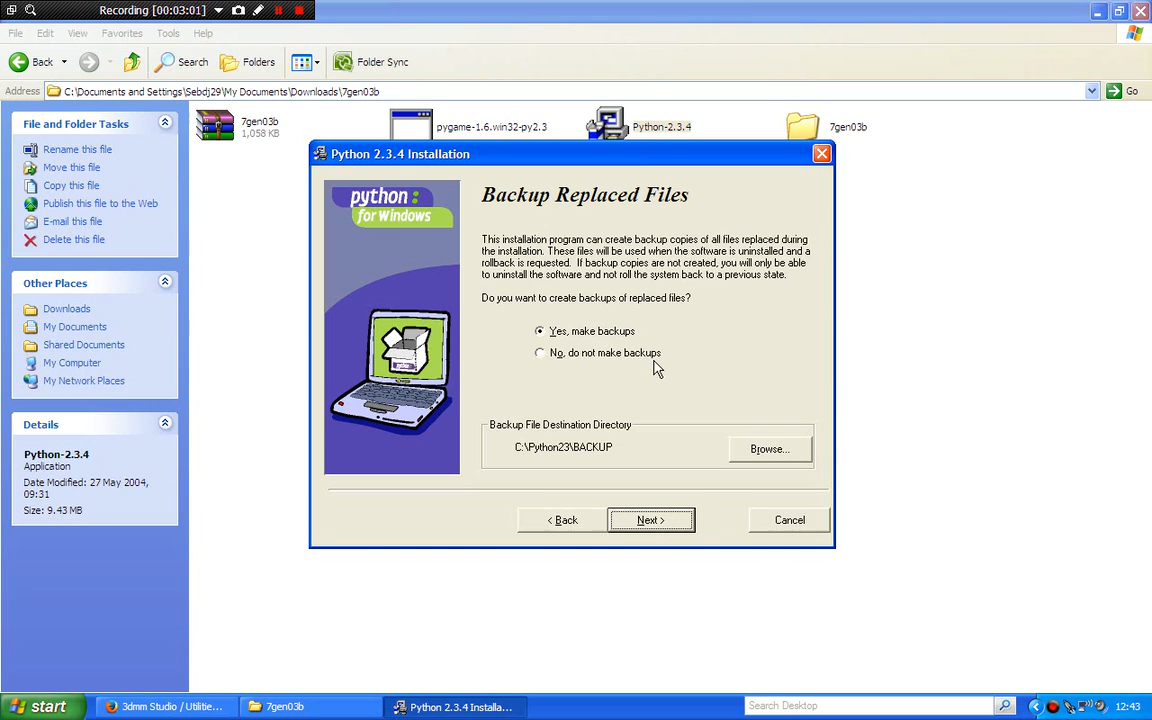 Recording [00:03:01]
File Edit View Favorites Tools Help
Back Search Folders Folder Sync
Address C:\Documents and Settings\Sebdj29\My Documents\Downloads\7gen03b Go
File and Folder Tasks
Rename this file
Move this file
Copy this file
Publish this file to the Web
E-mail this file
Delete this file
Other Places
Downloads
My Documents
Shared Documents
My Computer
My Network Places
Details
Python-2.3.4
Application
Date Modified: 27 May 2004,
09:31
Size: 9.43 MB
7gen03b
1,058 KB
pygame-1.6.win32-py2.3
Python-2.3.4
7gen03b
Python 2.3.4 Installation
python:
for Windows
Backup Replaced Files
This installation program can create backup copies of all files replaced during
the installation. These files will be used when the software is uninstalled and a
rollback is requested. If backup copies are not created, you will only be able
to uninstall the software and not roll the system back to a previous state.
Do you want to create backups of replaced files?
Yes, make backups
No, do not make backups
Backup File Destination Directory
C:\Python23\BACKUP
Browse...
< Back Next > Cancel
start
3dmm Studio / Utilitie...
7gen03b
Python 2.3.4 Installa...
Search Desktop
12:43